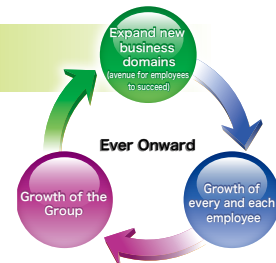 Expand new
business
domains
(avenue for employees
to succeed)
Ever Onward
Growth of the
Group
Growth of
every and each
employee